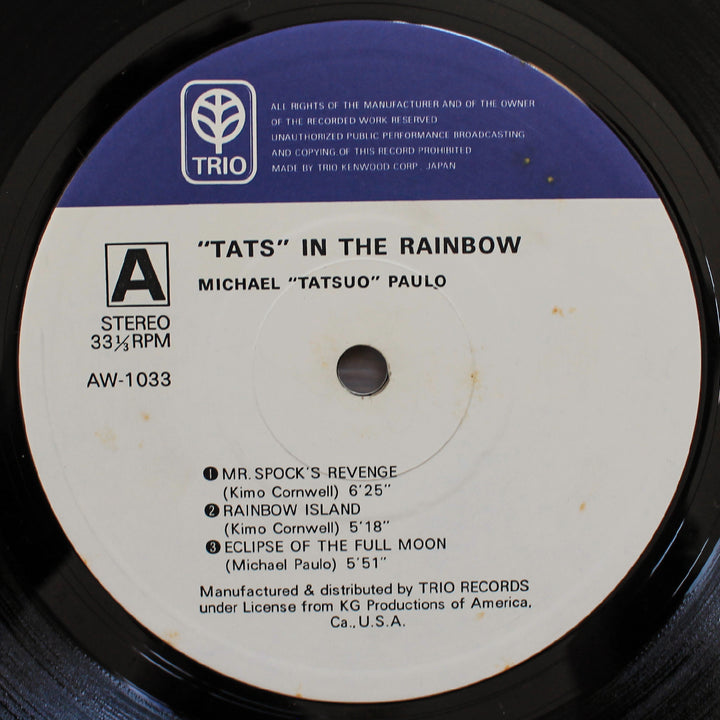 TRIO
ALL RIGHTS OF THE MANUFACTURER AND OF THE OWNER
OF THE RECORDED WORK RESERVED
UNAUTHORIZED PUBLIC PERFORMANCE BROADCASTING
AND COPYING OF THIS RECORD PROHIBITED
MADE BY TRIO KENWOOD CORP., JAPAN
A
STEREO
33⅓ RPM
AW-1033
"TATS" IN THE RAINBOW
MICHAEL "TATSUO" PAULO
❶ MR. SPOCK'S REVENGE
(Kimo Cornwell) 6'25"
❷ RAINBOW ISLAND
(Kimo Cornwell) 5'18"
❸ ECLIPSE OF THE FULL MOON
(Michael Paulo) 5'51"
Manufactured & distributed by TRIO RECORDS
under License from KG Productions of America,
Ca., U.S.A.